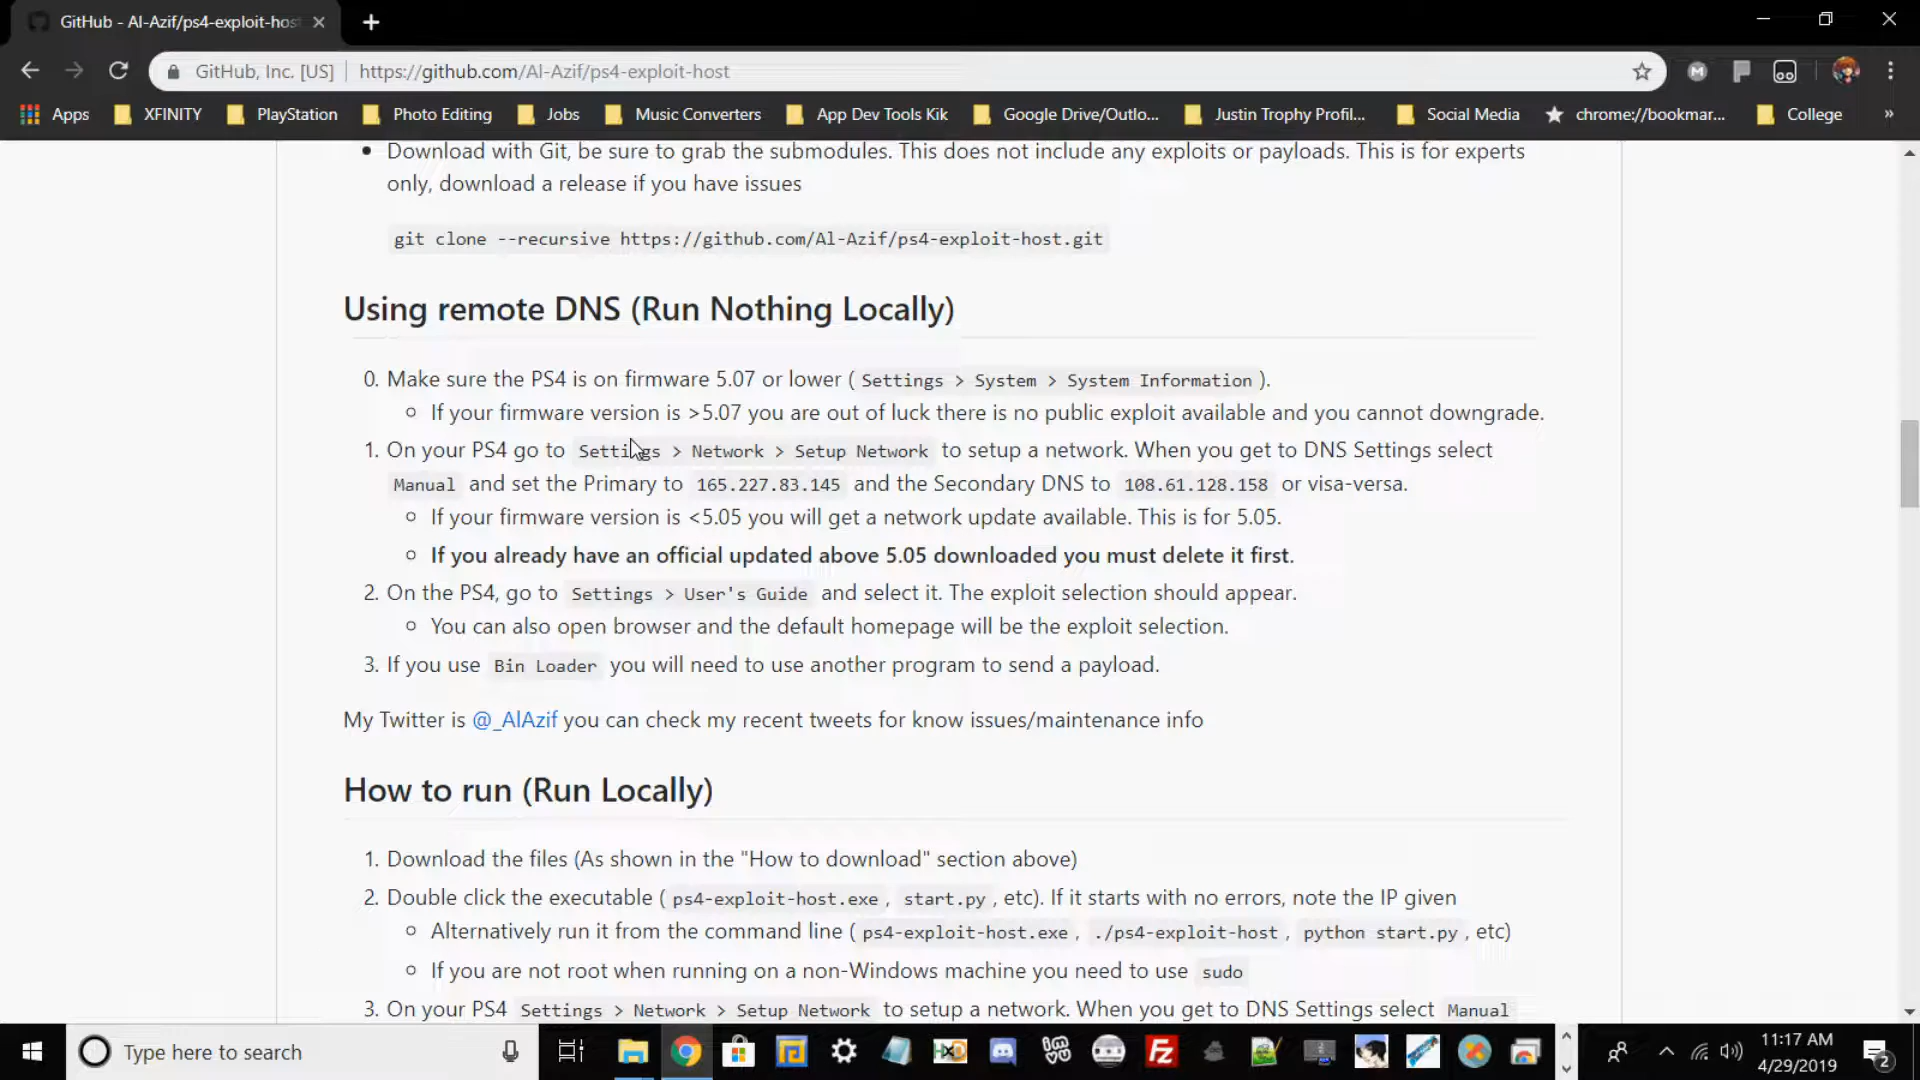 GitHub - Al-Azif/ps4-exploit-hos
GitHub, Inc. [US] https://github.com/Al-Azif/ps4-exploit-host
Apps XFINITY PlayStation Photo Editing Jobs Music Converters App Dev Tools Kik Google Drive/Outlo... Justin Trophy Profil... Social Media chrome://bookmar... College »
• Download with Git, be sure to grab the submodules. This does not include any exploits or payloads. This is for experts
only, download a release if you have issues
git clone --recursive https://github.com/Al-Azif/ps4-exploit-host.git
Using remote DNS (Run Nothing Locally)
0. Make sure the PS4 is on firmware 5.07 or lower ( Settings > System > System Information ).
If your firmware version is >5.07 you are out of luck there is no public exploit available and you cannot downgrade.
1. On your PS4 go to Settings > Network > Setup Network to setup a network. When you get to DNS Settings select
Manual and set the Primary to 165.227.83.145 and the Secondary DNS to 108.61.128.158 or visa-versa.
If your firmware version is <5.05 you will get a network update available. This is for 5.05.
If you already have an official updated above 5.05 downloaded you must delete it first.
2. On the PS4, go to Settings > User's Guide and select it. The exploit selection should appear.
You can also open browser and the default homepage will be the exploit selection.
3. If you use Bin Loader you will need to use another program to send a payload.
My Twitter is @_AlAzif you can check my recent tweets for know issues/maintenance info
How to run (Run Locally)
1. Download the files (As shown in the "How to download" section above)
2. Double click the executable ( ps4-exploit-host.exe , start.py , etc). If it starts with no errors, note the IP given
Alternatively run it from the command line ( ps4-exploit-host.exe , ./ps4-exploit-host , python start.py , etc)
If you are not root when running on a non-Windows machine you need to use sudo
3. On your PS4 Settings > Network > Setup Network to setup a network. When you get to DNS Settings select Manual
Type here to search
11:17 AM
4/29/2019
2